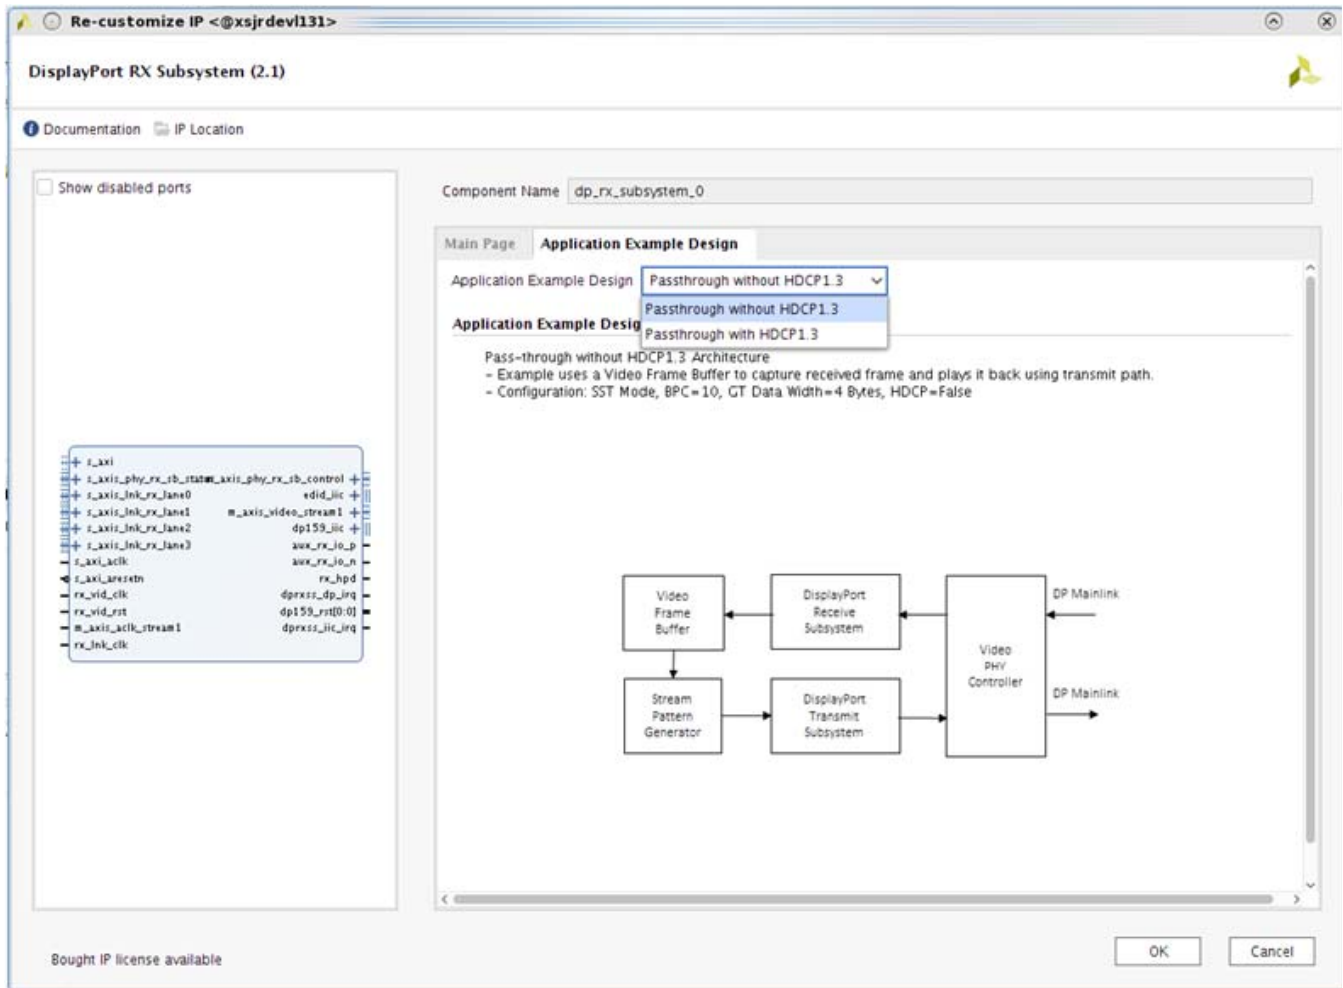 Re-customize IP <@xsjrdevl131>
DisplayPort RX Subsystem (2.1)
Documentation IP Location
Show disabled ports
Component Name dp_rx_subsystem_0
Main Page Application Example Design
Application Example Design Passthrough without HDCP1.3
Passthrough without HDCP1.3
Application Example Desig
Passthrough with HDCP1.3
Pass-through without HDCP1.3 Architecture
- Example uses a Video Frame Buffer to capture received frame and plays it back using transmit path.
- Configuration: SST Mode, BPC=10, GT Data Width=4 Bytes, HDCP=False
s_axi
s_axis_phy_rx_sb_status m_axis_phy_rx_sb_control
s_axis_lnk_rx_lane0 edid_iic
s_axis_lnk_rx_lane1 m_axis_video_stream1
s_axis_lnk_rx_lane2 dp159_iic
s_axis_lnk_rx_lane3 aux_rx_io_p
s_axi_aclk aux_rx_io_n
s_axi_aresetn rx_hpd
rx_vid_clk dprxss_dp_irq
rx_vid_rst dp159_rst[0:0]
m_axis_aclk_stream1 dprxss_iic_irq
rx_lnk_clk
Video
Frame
Buffer
DisplayPort
Receive
Subsystem
DP Mainlink
Video
PHY
Controller
Stream
Pattern
Generator
DisplayPort
Transmit
Subsystem
DP Mainlink
Bought IP license available
OK Cancel